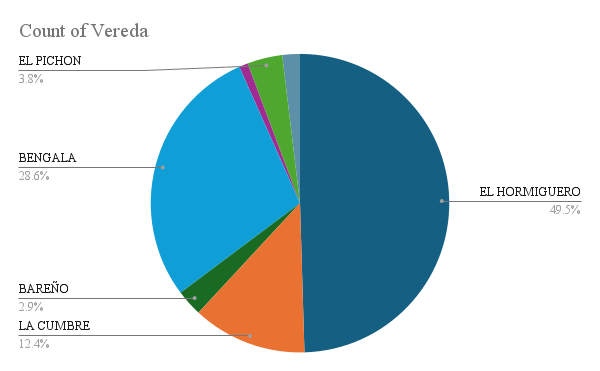 Count of Vereda
EL PICHON
3.8%
BENGALA
28.6%
EL HORMIGUERO
49.5%
BAREÑO
2.9%
LA CUMBRE
12.4%